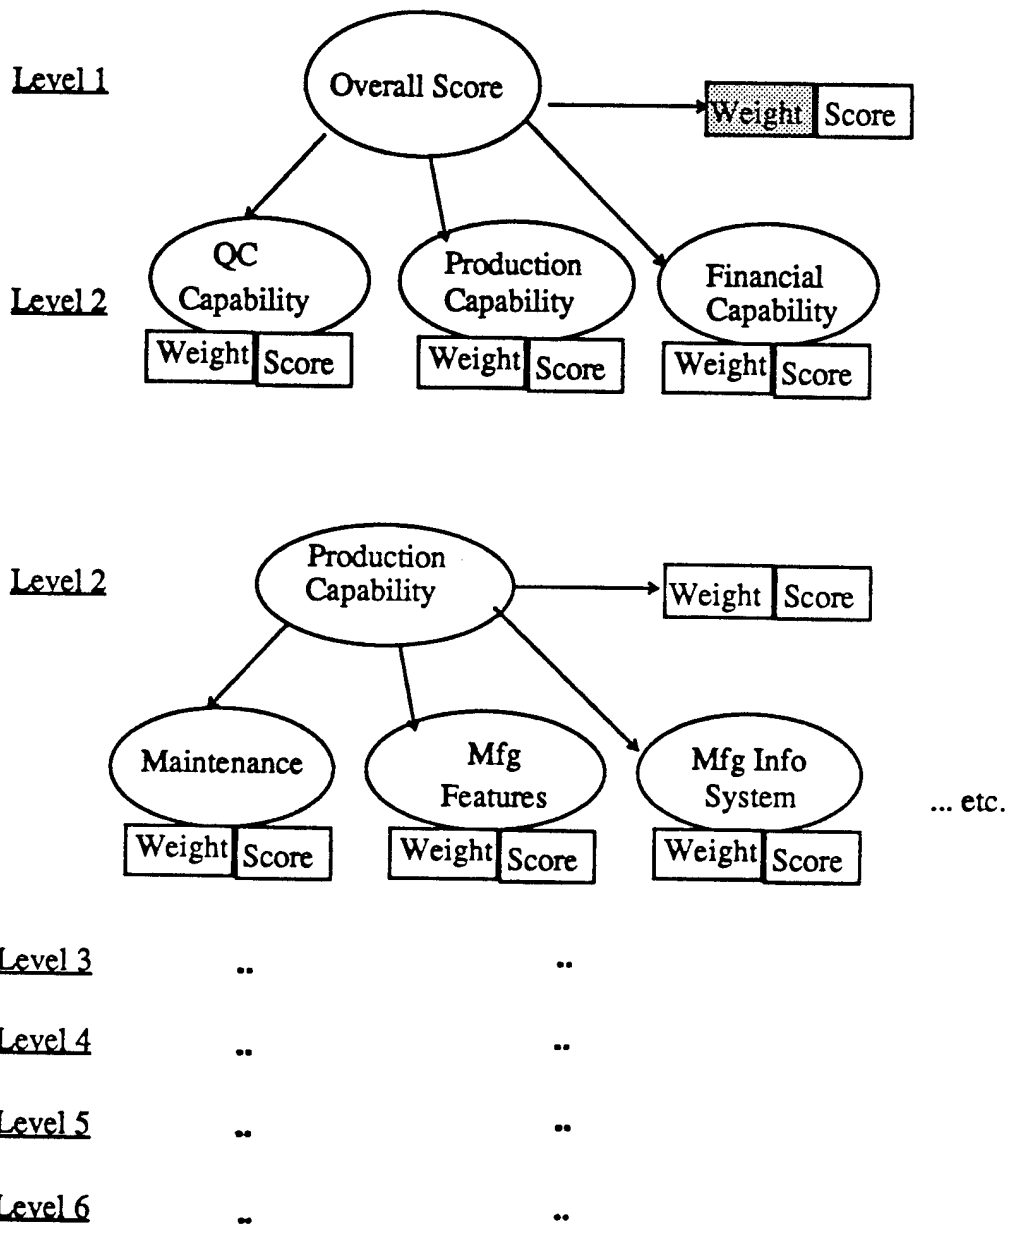 Level 1
Overall Score
Weight Score
Level 2
QC
Capability
Weight Score
Production
Capability
Weight Score
Financial
Capability
Weight Score
Level 2
Production
Capability
Weight Score
Maintenance
Weight Score
Mfg
Features
Weight Score
Mfg Info
System
Weight Score
... etc.
Level 3
.. ..
Level 4
.. ..
Level 5
.. ..
Level 6
.. ..